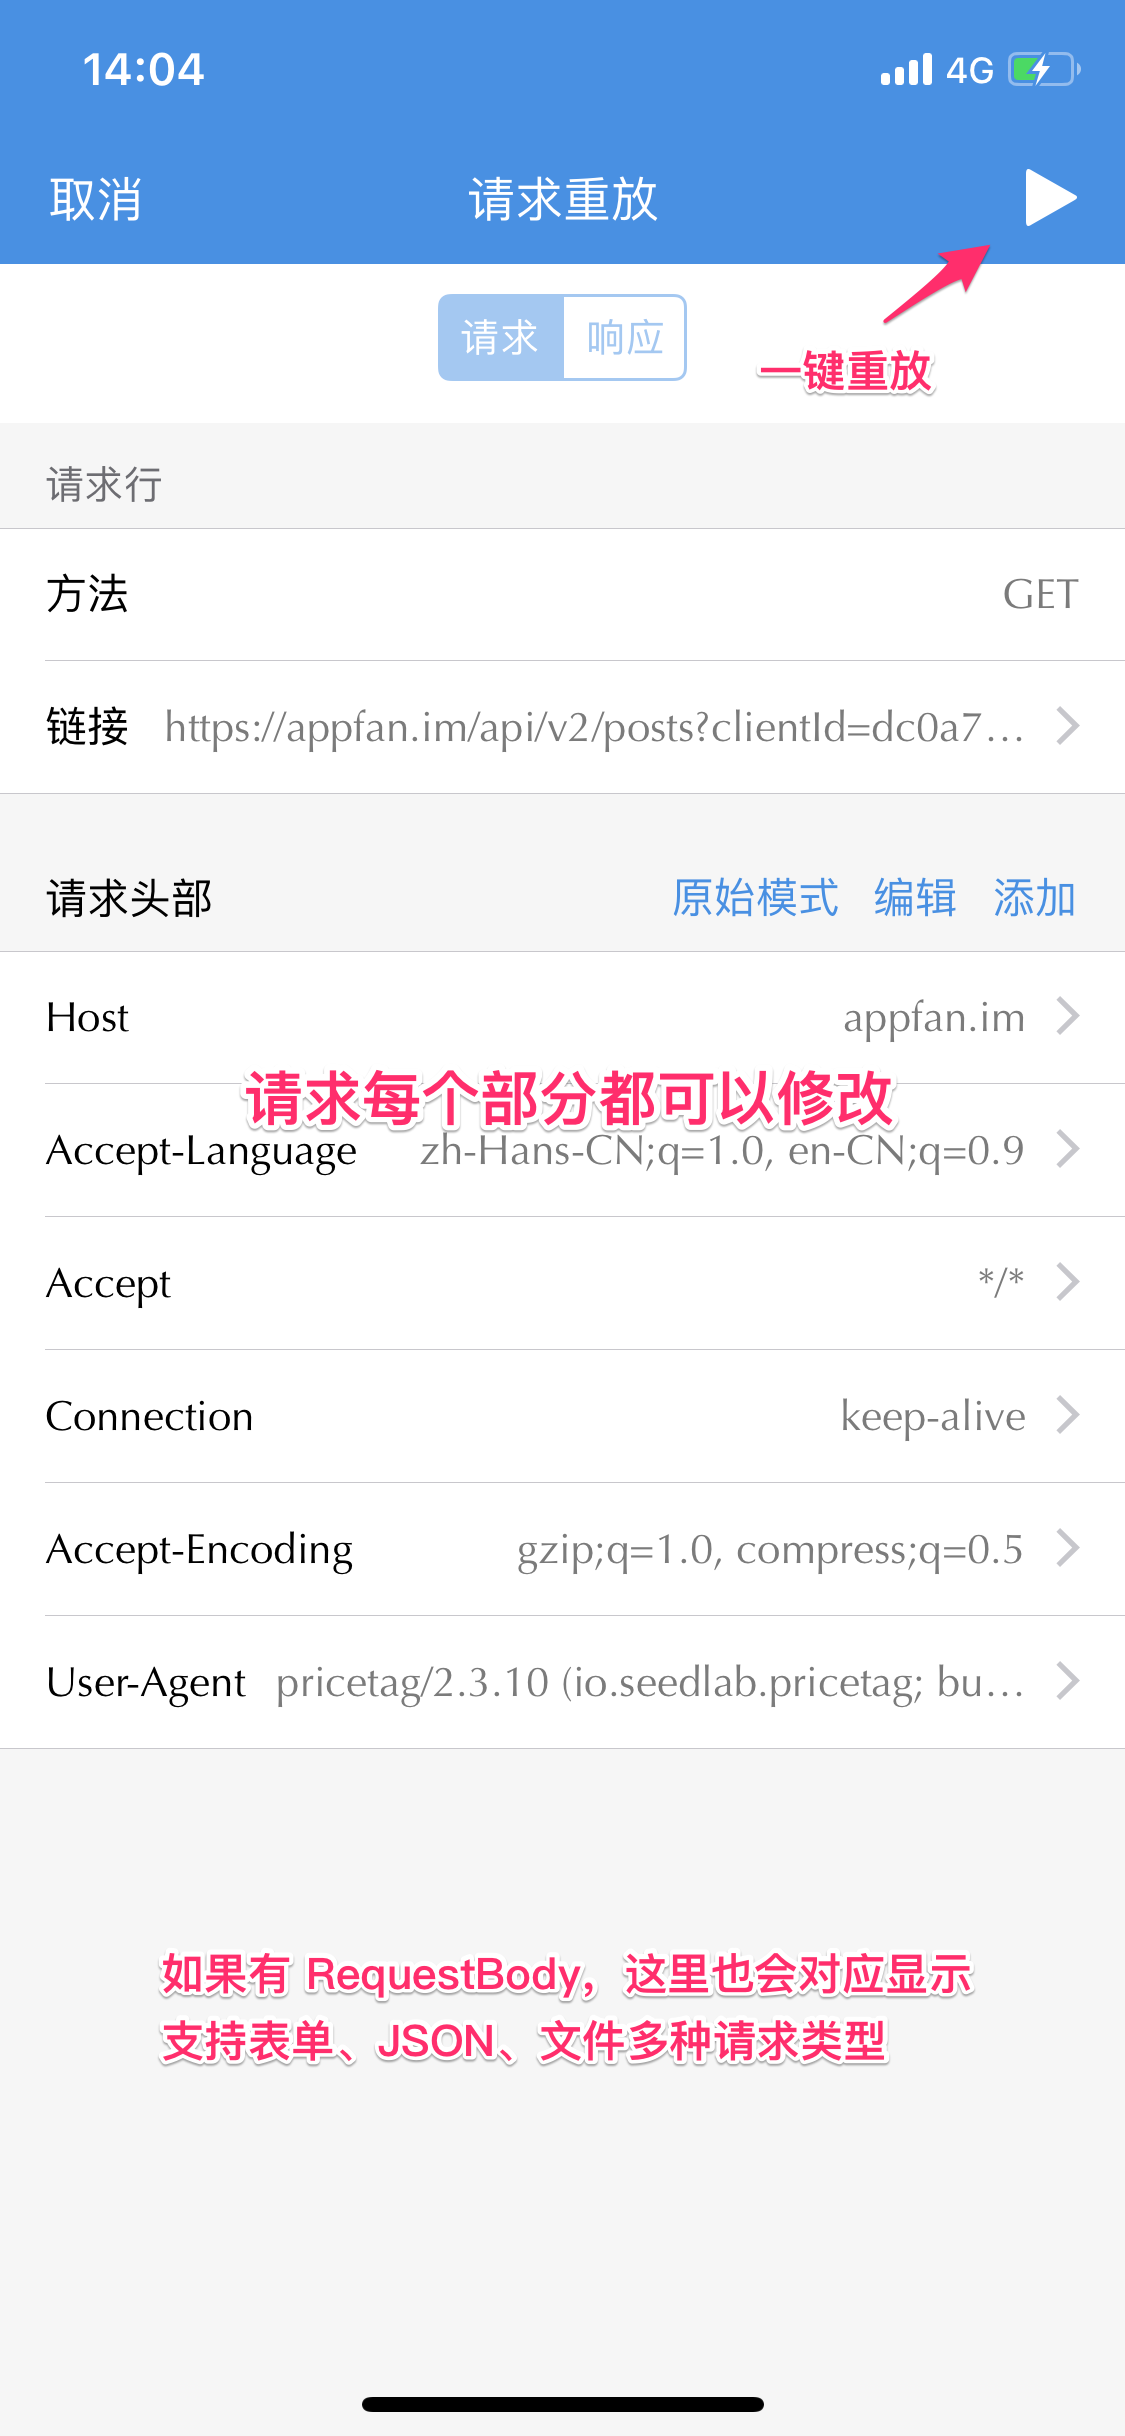 14:04 4G
取消 请求重放
请求 响应
一键重放
请求行
方法 GET
链接 https://appfan.im/api/v2/posts?clientId=dc0a7...
请求头部 原始模式 编辑 添加
Host appfan.im
请求每个部分都可以修改
Accept-Language zh-Hans-CN;q=1.0, en-CN;q=0.9
Accept */*
Connection keep-alive
Accept-Encoding gzip;q=1.0, compress;q=0.5
User-Agent pricetag/2.3.10 (io.seedlab.pricetag; bu...
如果有 RequestBody，这里也会对应显示
支持表单、JSON、文件多种请求类型